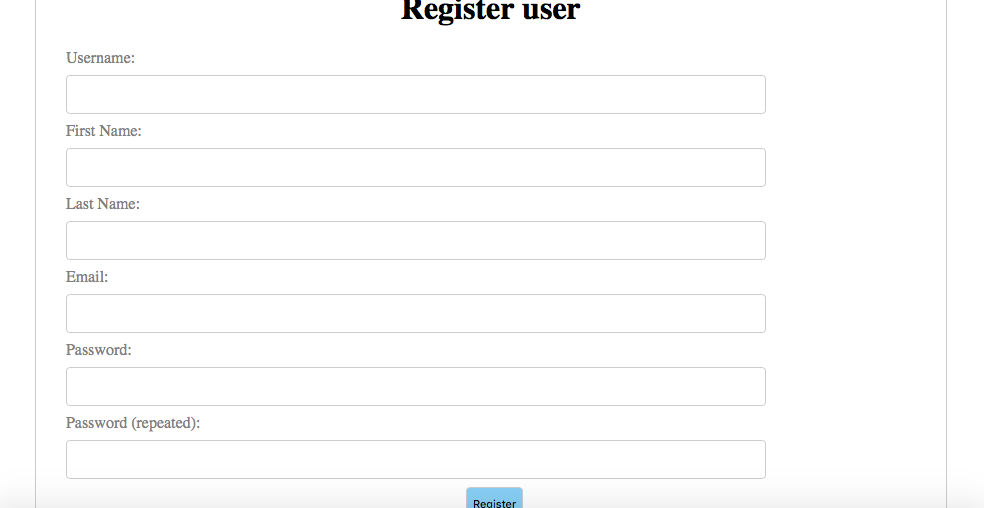 Register user
Username:
First Name:
Last Name:
Email:
Password:
Password (repeated):
Register